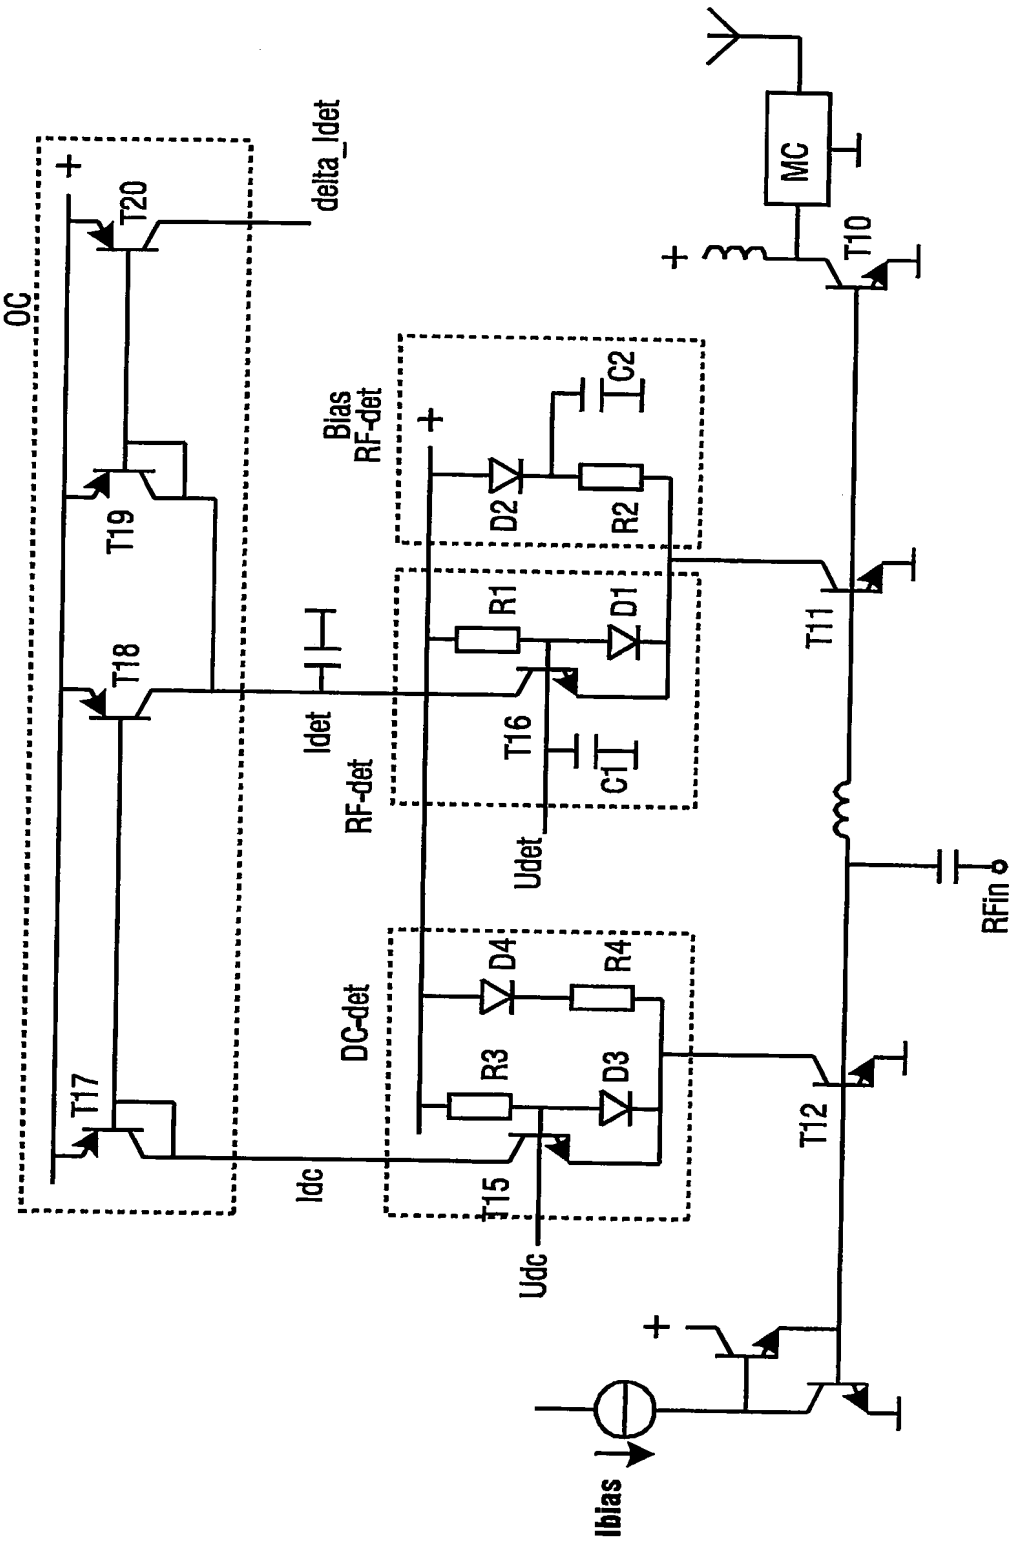 OC
+
T17
T18
T19
T20
delta_Idet
Idc
Idet
DC-det
RF-det
Bias
RF-det
+
R3
D4
R1
D2
C2
T15
D3
R4
T16
C1
D1
R2
Udc
Udet
Ibias
+
T12
T11
+
T10
MC
RFin